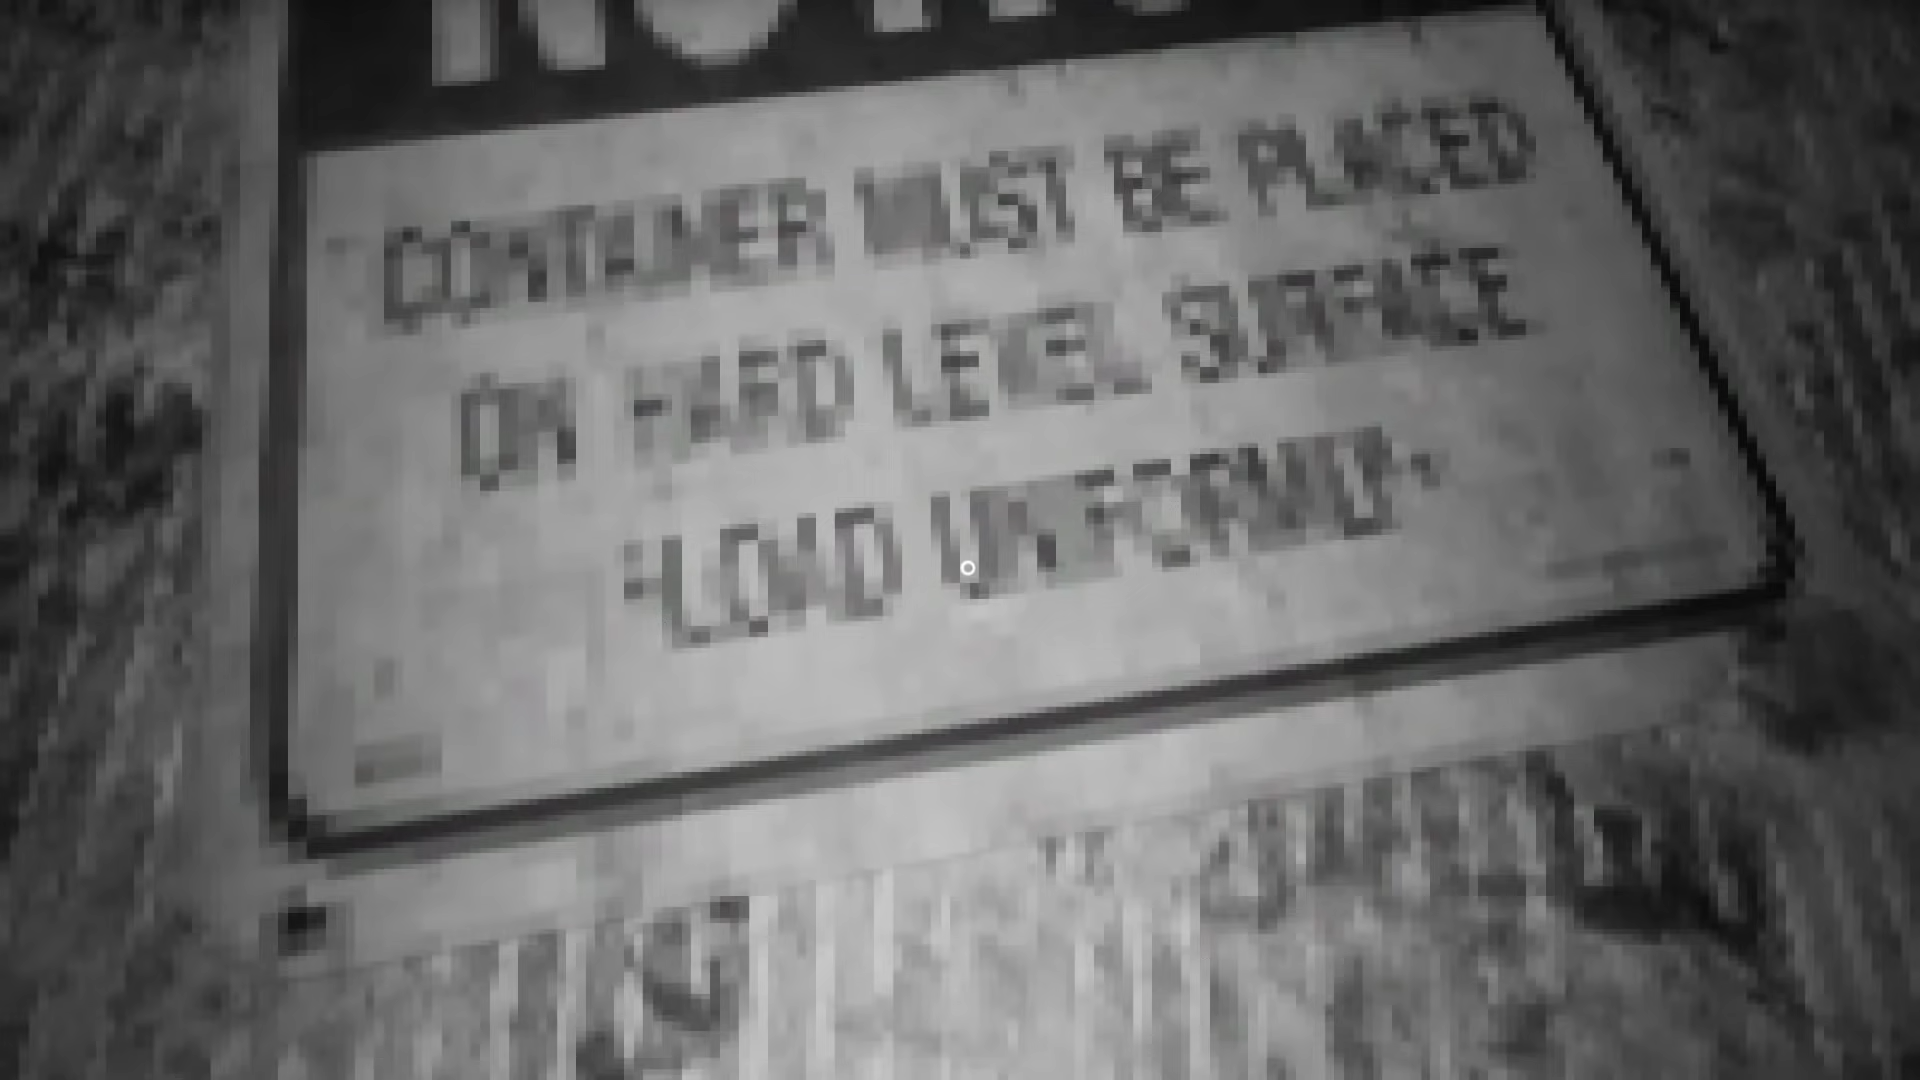 CONTAINER MUST BE PLACED
ON HARD LEVEL SURFACE
"LOAD UNIFORMLY"